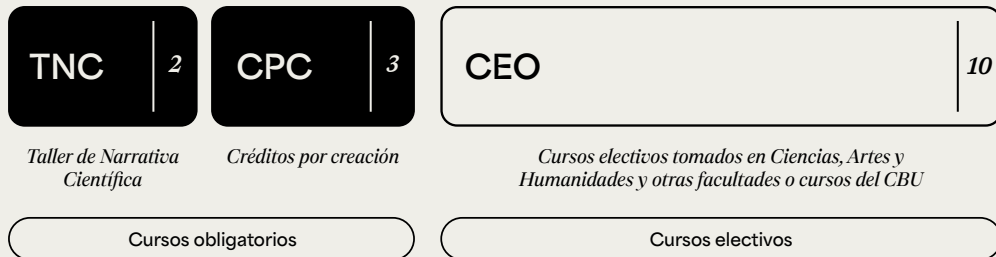 TNC 2
CPC 3
CEO 10
Taller de Narrativa
Científica
Créditos por creación
Cursos electivos tomados en Ciencias, Artes y
Humanidades y otras facultades o cursos del CBU
Cursos obligatorios
Cursos electivos